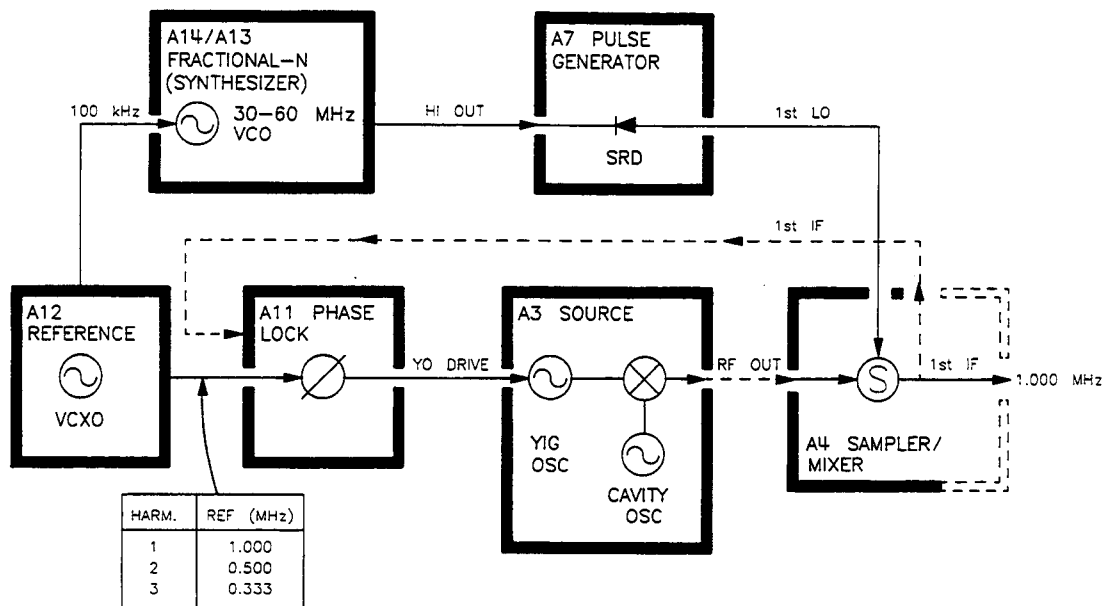 A14/A13
FRACTIONAL-N
(SYNTHESIZER)
30-60 MHz
VCO
100 kHz
HI OUT
A7 PULSE
GENERATOR
SRD
1st LO
1st IF
A12
REFERENCE
VCXO
A11 PHASE
LOCK
YO DRIVE
A3 SOURCE
YIG
OSC
CAVITY
OSC
RF OUT
S
1st IF
1.000 MHz
A4 SAMPLER/
MIXER
HARM. REF (MHz)
1 1.000
2 0.500
3 0.333